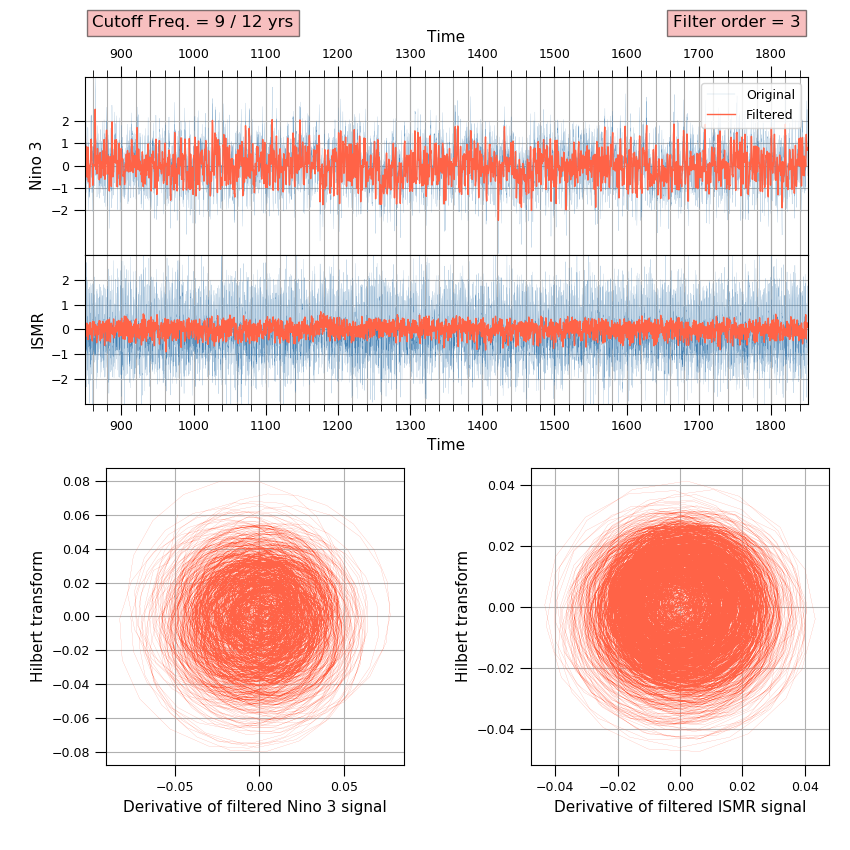 Cutoff Freq. = 9 / 12 yrs
Filter order = 3
Time
900 1000 1100 1200 1300 1400 1500 1600 1700 1800
Original
Filtered
Nino 3
2
1
0
−1
−2
ISMR
2
1
0
−1
−2
900 1000 1100 1200 1300 1400 1500 1600 1700 1800
Time
Hilbert transform
0.08
0.06
0.04
0.02
0.00
−0.02
−0.04
−0.06
−0.08
−0.05 0.00 0.05
Derivative of filtered Nino 3 signal
Hilbert transform
0.04
0.02
0.00
−0.02
−0.04
−0.04 −0.02 0.00 0.02 0.04
Derivative of filtered ISMR signal